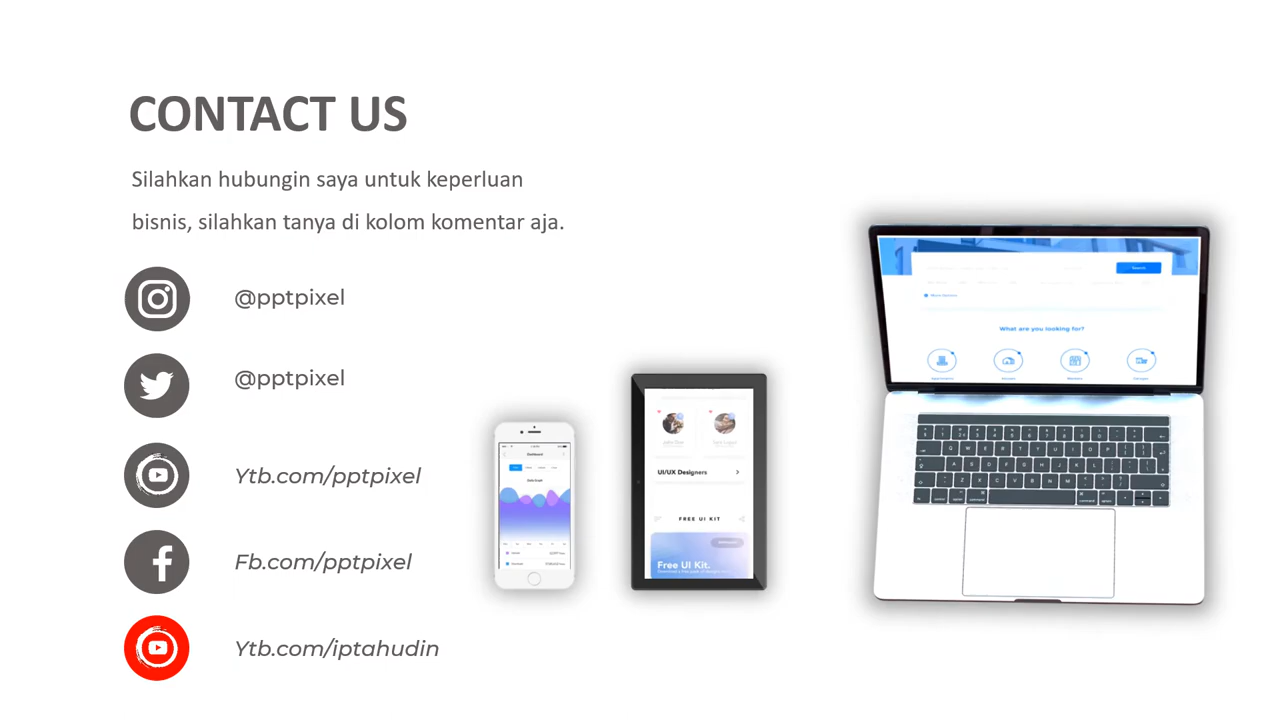 CONTACT US
Silahkan hubungin saya untuk keperluan
bisnis, silahkan tanya di kolom komentar aja.
@pptpixel
@pptpixel
Ytb.com/pptpixel
Fb.com/pptpixel
Ytb.com/iptahudin
Dashboard
UI/UX Designers
FREE UI KIT
Free UI Kit.
Search
What are you looking for?